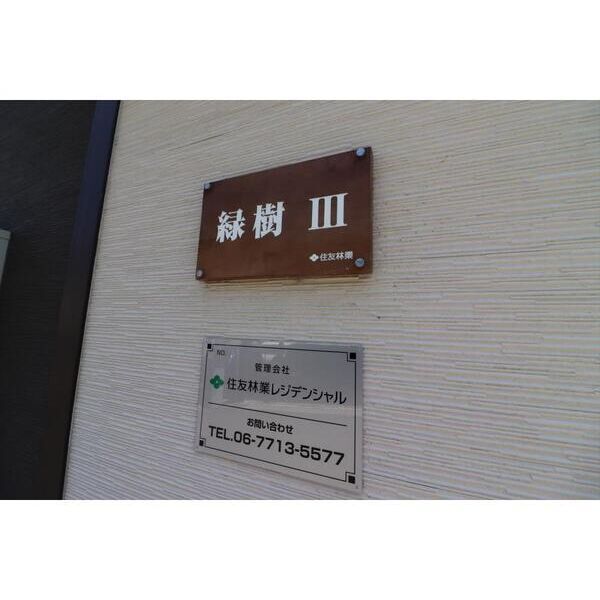 緑樹 III
住友林業
NO.
管理会社
住友林業レジデンシャル
お問い合わせ
TEL.06-7713-5577